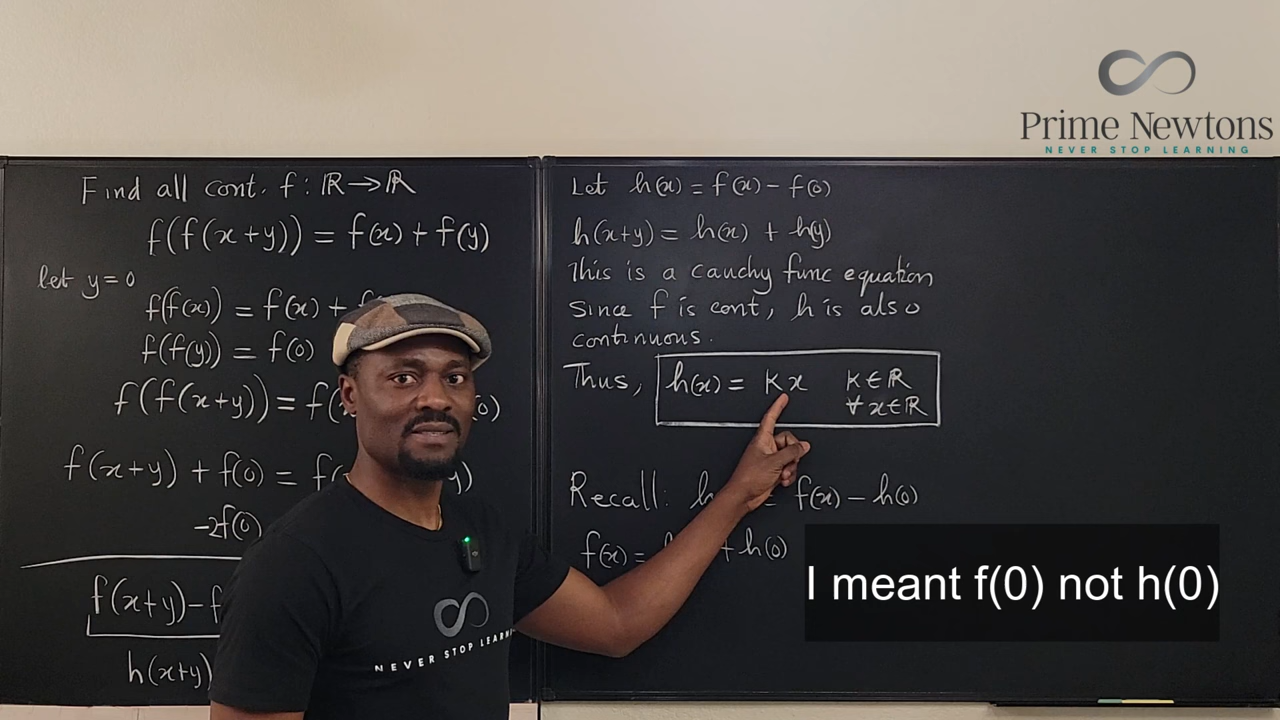 Prime Newtons
NEVER STOP LEARNING
Find all cont. f: ℝ→ℝ
f(f(x+y)) = f(x) + f(y)
let y=0
f(f(x)) = f(x) +
f(f(y)) = f(0)
f(f(x+y)) = f( 0)
f(x+y) + f(0) = f( y)
-2f(0)
f(x+y) - f
h(x+y)
Let h(x) = f(x) - f(0)
h(x+y) = h(x) + h(y)
This is a cauchy func equation
Since f is cont, h is also
continuous.
Thus, h(x) = Kx K∈ℝ
∀ x∈ℝ
Recall: h = f(x) - h(0)
f(x) = h + h(0)
I meant f(0) not h(0)
NEVER STOP LEARN